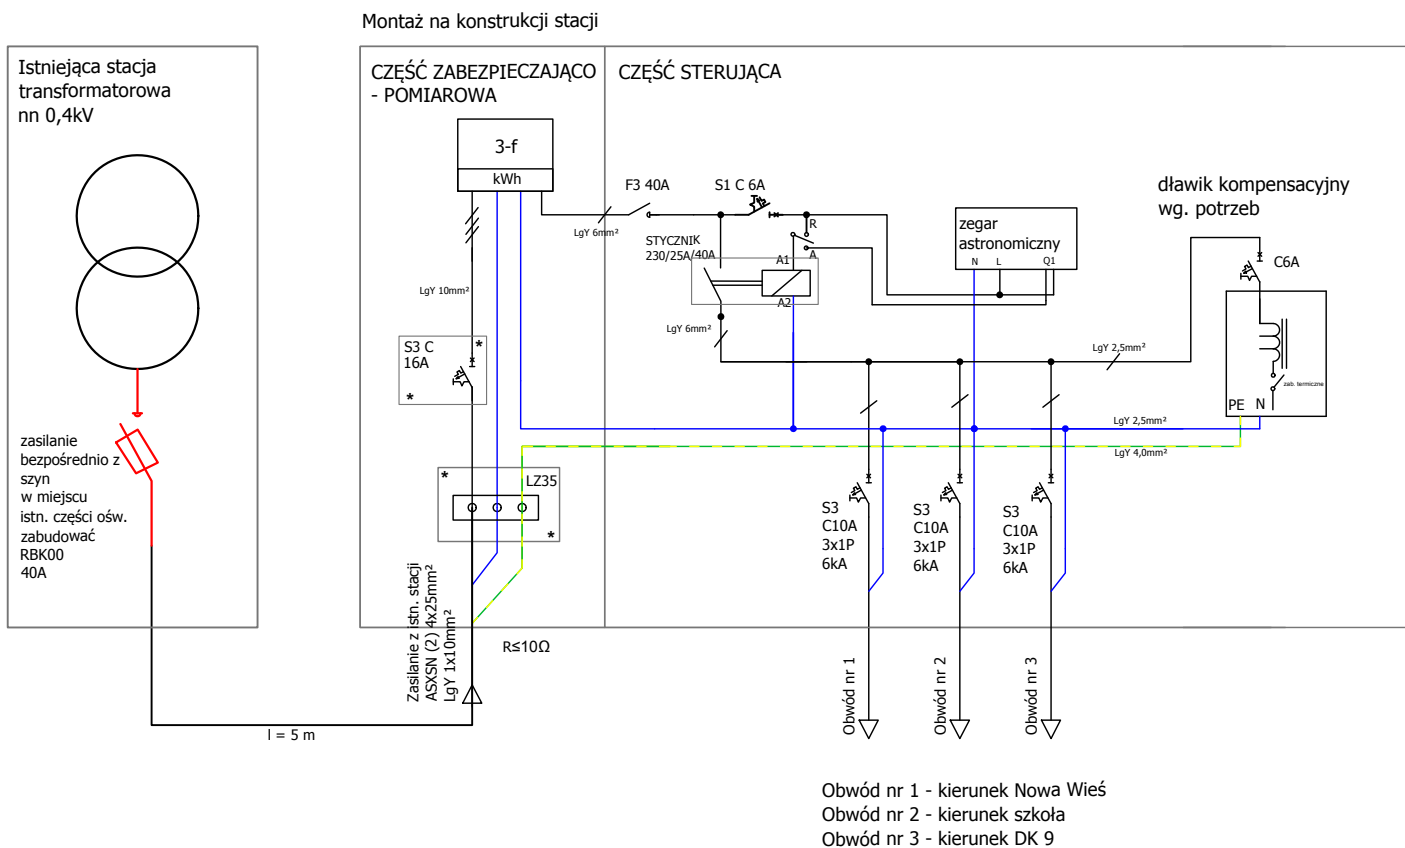 Montaż na konstrukcji stacji
Istniejąca stacja
transformatorowa
nn 0,4kV
zasilanie
bezpośrednio z
szyn
w miejscu
istn. części ośw.
zabudować
RBK00
40A
l = 5 m
CZĘŚĆ ZABEZPIECZAJĄCO
- POMIAROWA
3-f
kWh
LgY 10mm²
S3 C
16A
*
*
*
LZ35
*
Zasilanie z istn. stacji
ASXSN (2) 4x25mm²
LgY 1x10mm²
R≤10Ω
CZĘŚĆ STERUJĄCA
F3 40A
LgY 6mm²
S1 C 6A
STYCZNIK
230/25A/40A
R
A
A1
A2
LgY 6mm²
zegar
astronomiczny
N L Q1
dławik kompensacyjny
wg. potrzeb
C6A
zab. termiczne
PE N
LgY 2,5mm²
LgY 2,5mm²
LgY 4,0mm²
S3
C10A
3x1P
6kA
S3
C10A
3x1P
6kA
S3
C10A
3x1P
6kA
Obwód nr 1
Obwód nr 2
Obwód nr 3
Obwód nr 1 - kierunek Nowa Wieś
Obwód nr 2 - kierunek szkoła
Obwód nr 3 - kierunek DK 9